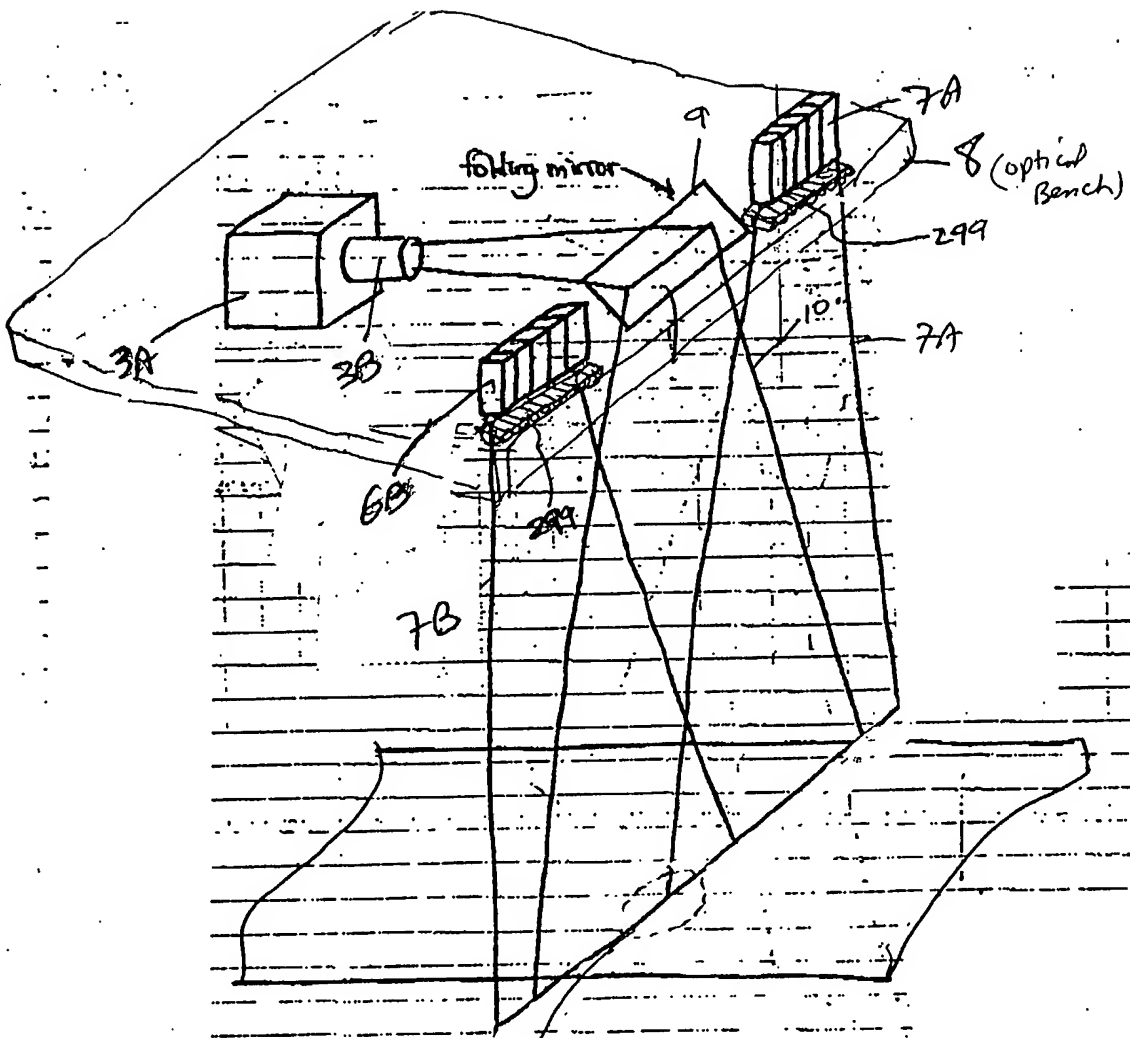 7A
9
folding mirror
8 (optical
Bench)
299
10
7A
3A
3B
6B
299
7B